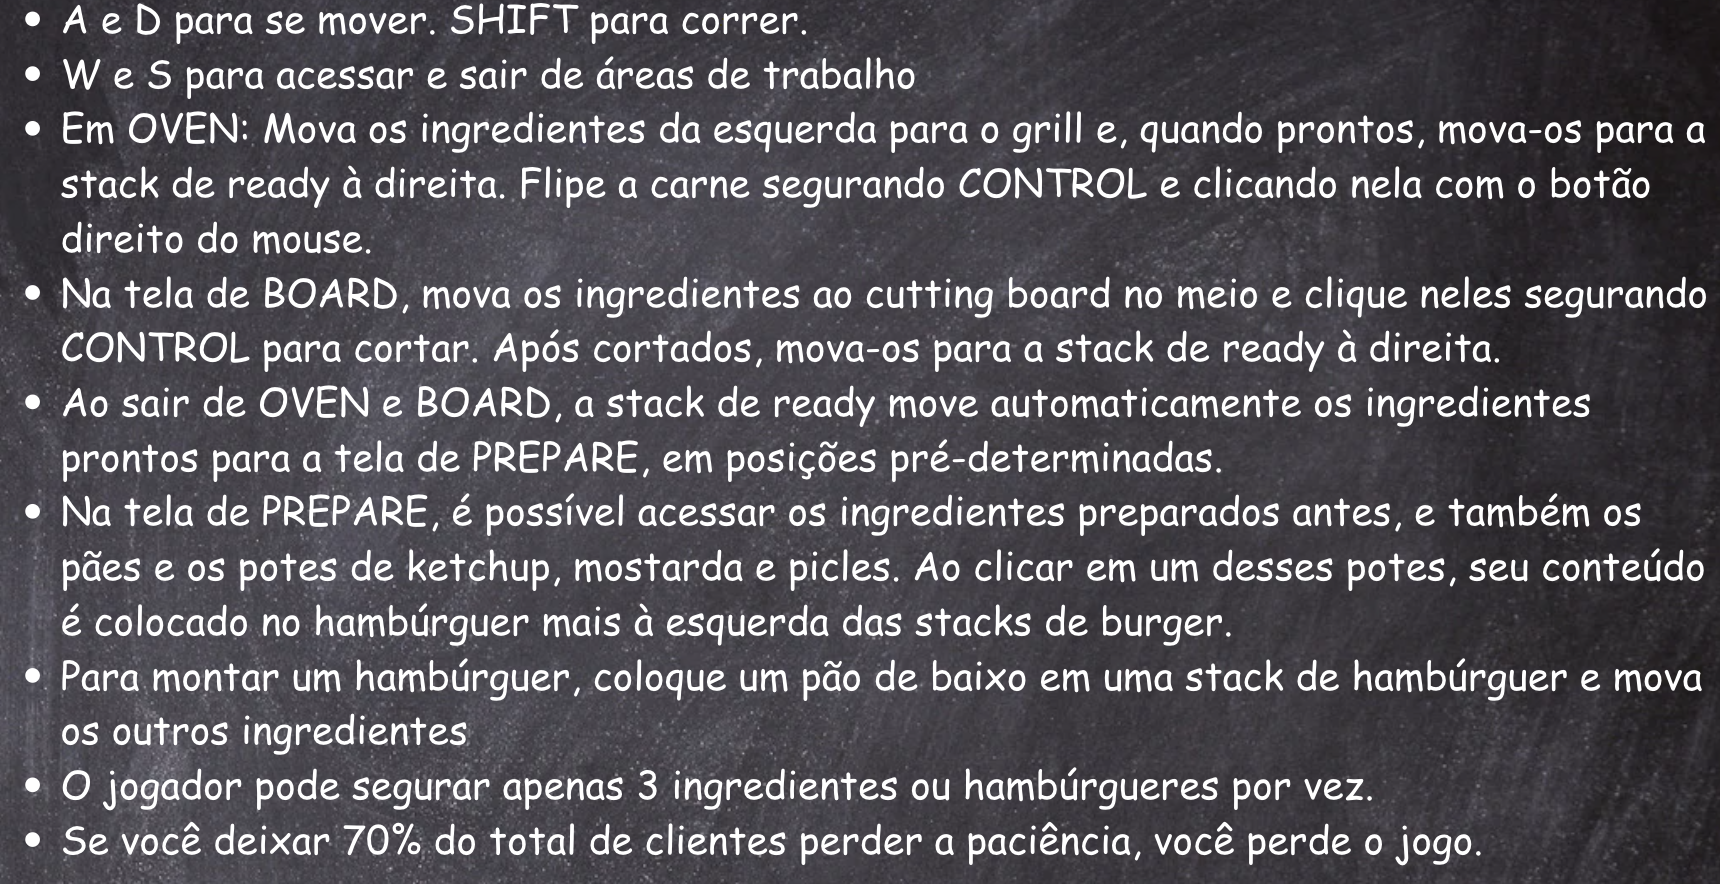 • A e D para se mover. SHIFT para correr.
• W e S para acessar e sair de áreas de trabalho
• Em OVEN: Mova os ingredientes da esquerda para o grill e, quando prontos, mova-os para a
stack de ready à direita. Flipe a carne segurando CONTROL e clicando nela com o botão
direito do mouse.
• Na tela de BOARD, mova os ingredientes ao cutting board no meio e clique neles segurando
CONTROL para cortar. Após cortados, mova-os para a stack de ready à direita.
• Ao sair de OVEN e BOARD, a stack de ready move automaticamente os ingredientes
prontos para a tela de PREPARE, em posições pré-determinadas.
• Na tela de PREPARE, é possível acessar os ingredientes preparados antes, e também os
pães e os potes de ketchup, mostarda e picles. Ao clicar em um desses potes, seu conteúdo
é colocado no hambúrguer mais à esquerda das stacks de burger.
• Para montar um hambúrguer, coloque um pão de baixo em uma stack de hambúrguer e mova
os outros ingredientes
• O jogador pode segurar apenas 3 ingredientes ou hambúrgueres por vez.
• Se você deixar 70% do total de clientes perder a paciência, você perde o jogo.